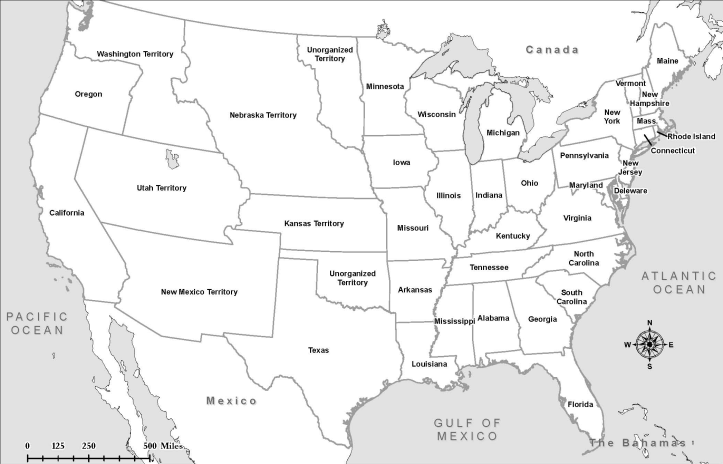 Canada
Washington Territory
Unorganized
Territory
Maine
Oregon
Nebraska Territory
Minnesota
Wisconsin
Michigan
Vermont
New
Hampshire
New
York
Mass.
Rhode Island
Connecticut
Utah Territory
Iowa
Illinois
Indiana
Ohio
Pennsylvania
New
Jersey
Maryland
Deleware
California
Kansas Territory
Missouri
Kentucky
Virginia
New Mexico Territory
Unorganized
Territory
Arkansas
Tennessee
North
Carolina
South
Carolina
ATLANTIC
OCEAN
PACIFIC
OCEAN
Texas
Louisiana
Mississippi
Alabama
Georgia
N
W
E
S
Mexico
Florida
GULF OF
MEXICO
The Bahamas
0 125 250 500 Miles